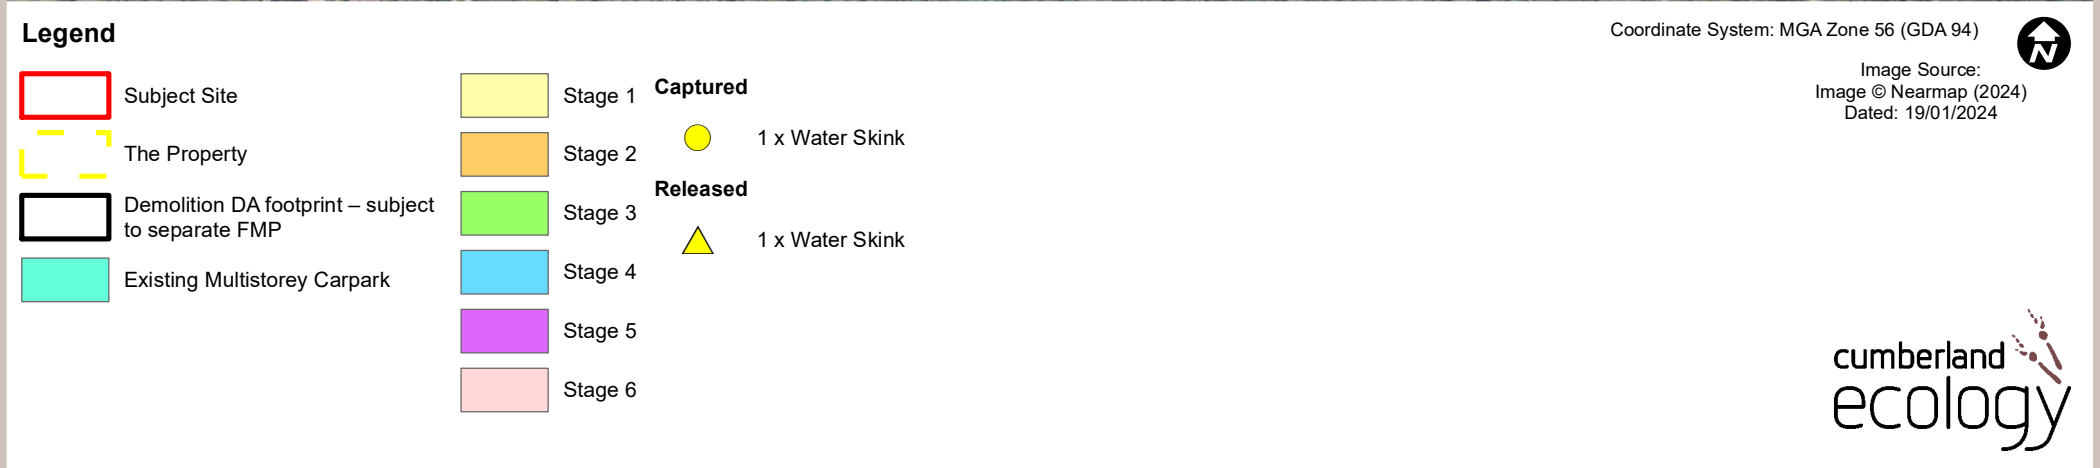 Legend
Subject Site
The Property
Demolition DA footprint – subject
to separate FMP
Existing Multistorey Carpark
Stage 1
Stage 2
Stage 3
Stage 4
Stage 5
Stage 6
Captured
1 x Water Skink
Released
1 x Water Skink
Coordinate System: MGA Zone 56 (GDA 94)
N
Image Source:
Image © Nearmap (2024)
Dated: 19/01/2024
cumberland
ecology